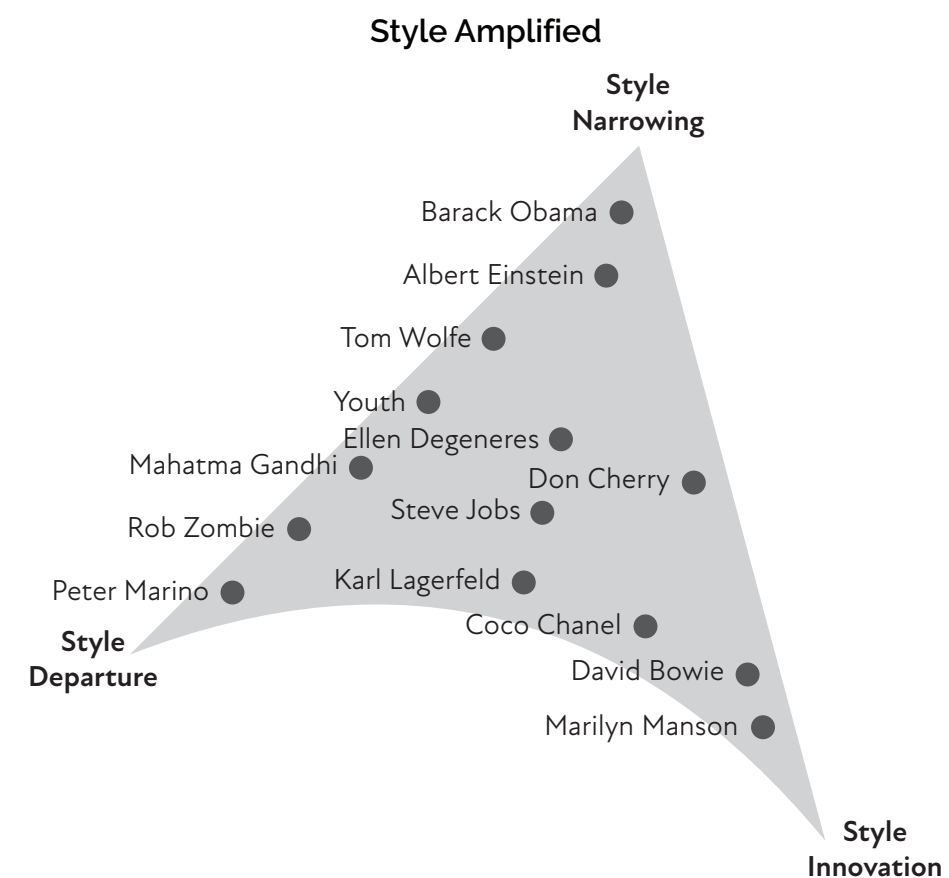 Style Amplified
Style
Narrowing
Barack Obama
Albert Einstein
Tom Wolfe
Youth
Ellen Degeneres
Mahatma Gandhi
Don Cherry
Steve Jobs
Rob Zombie
Karl Lagerfeld
Peter Marino
Coco Chanel
Style
Departure
David Bowie
Marilyn Manson
Style
Innovation